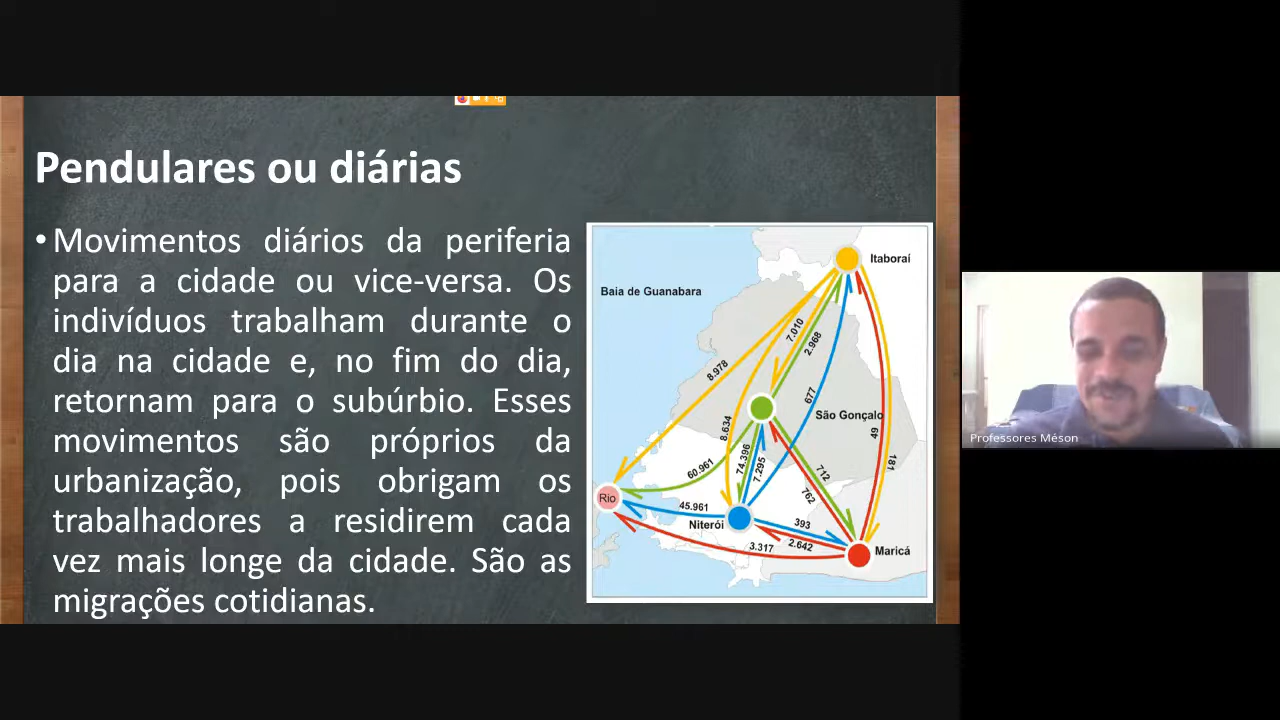 Pendulares ou diárias
• Movimentos diários da periferia
para a cidade ou vice-versa. Os
indivíduos trabalham durante o
dia na cidade e, no fim do dia,
retornam para o subúrbio. Esses
movimentos são próprios da
urbanização, pois obrigam os
trabalhadores a residirem cada
vez mais longe da cidade. São as
migrações cotidianas.
Itaboraí
Baia de Guanabara
7.010
2.968
8.978
677
São Gonçalo
8.634
49
181
74.396
7.295
60.961
712
762
Rio
45.961
Niterói
393
2.642
3.317
Maricá
Professores Méson